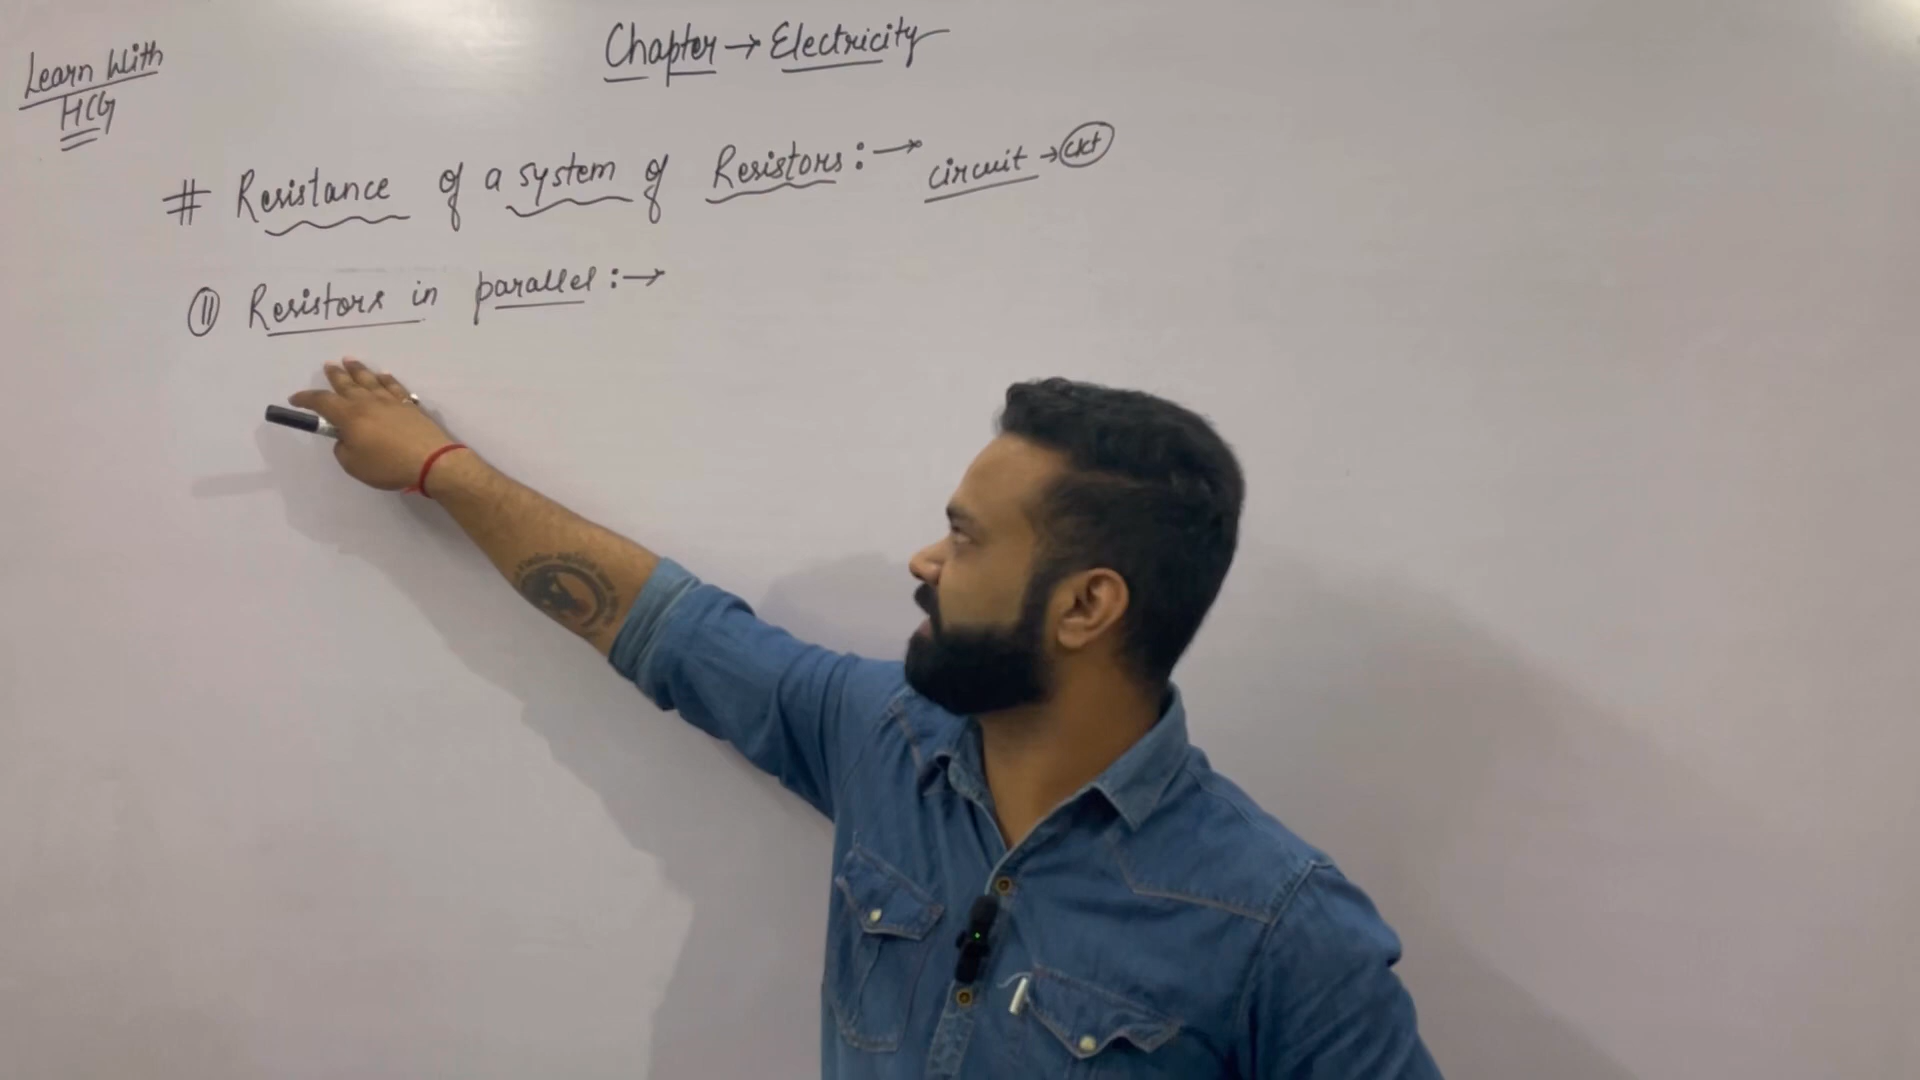 Chapter → Electricity
Learn With
HCG
# Resistance of a system of Resistors :→ circuit → ckt
II Resistors in parallel :→